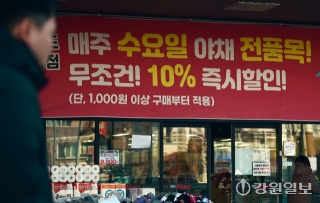 점
매주 수요일 야채 전품목!
무조건! 10% 즉시할인!
(단, 1,000원 이상 구매부터 적용)
강원일보